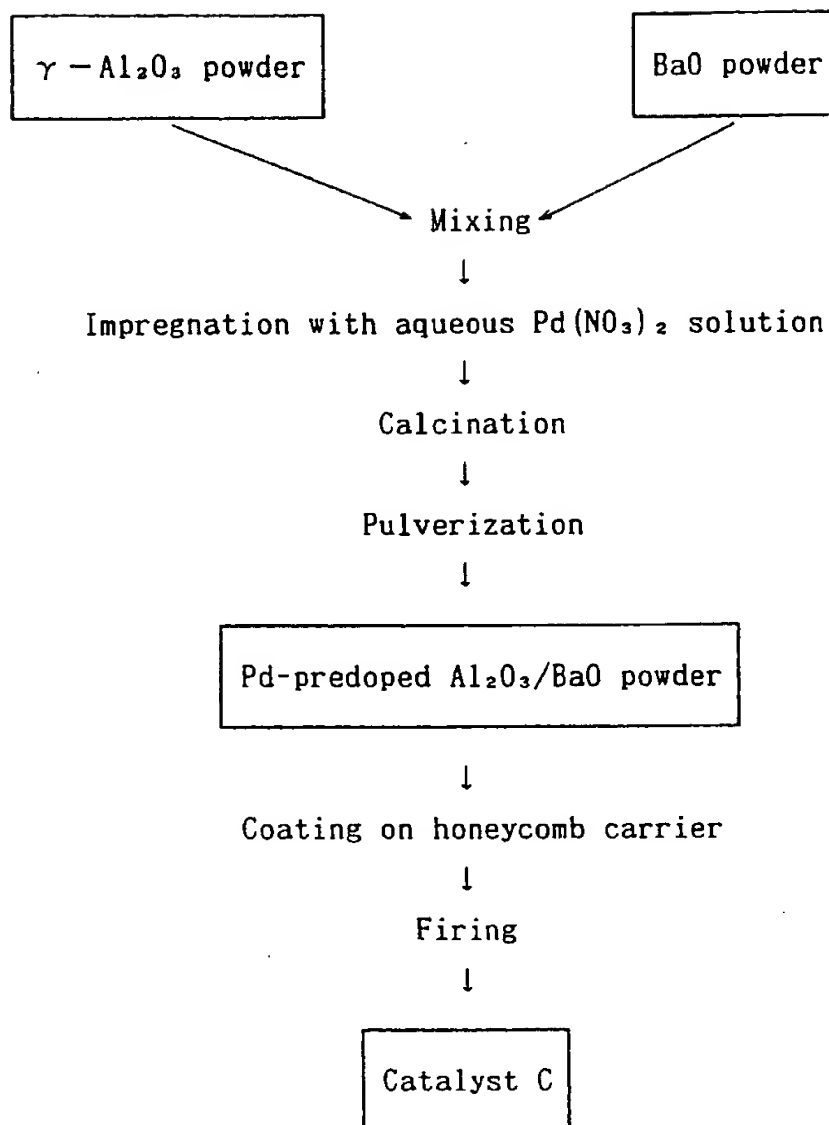 γ-Al₂O₃ powder
BaO powder
Mixing
↓
Impregnation with aqueous Pd(NO₃)₂ solution
↓
Calcination
↓
Pulverization
↓
Pd-predoped Al₂O₃/BaO powder
↓
Coating on honeycomb carrier
↓
Firing
↓
Catalyst C